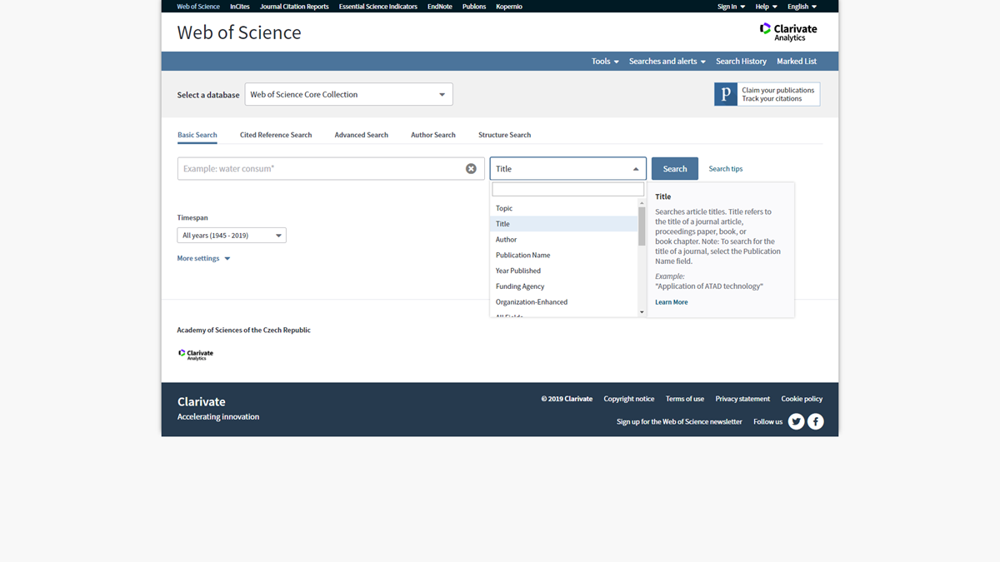 Web of Science InCites Journal Citation Reports Essential Science Indicators EndNote Publons Kopernio Sign In Help English
Web of Science
Clarivate
Analytics
Tools Searches and alerts Search History Marked List
Select a database Web of Science Core Collection
p
Claim your publications
Track your citations
Basic Search Cited Reference Search Advanced Search Author Search Structure Search
Example: water consum* Title Search Search tips
Topic
Title
Author
Publication Name
Year Published
Funding Agency
Organization-Enhanced
All Fields
Title
Searches article titles. Title refers to
the title of a journal article,
proceedings paper, book, or
book chapter. Note: To search for the
title of a journal, select the Publication
Name field.
Example:
"Application of ATAD technology"
Learn More
Timespan
All years (1945 - 2019)
More settings
Academy of Sciences of the Czech Republic
Clarivate
Analytics
Clarivate
Accelerating innovation
© 2019 Clarivate Copyright notice Terms of use Privacy statement Cookie policy
Sign up for the Web of Science newsletter Follow us